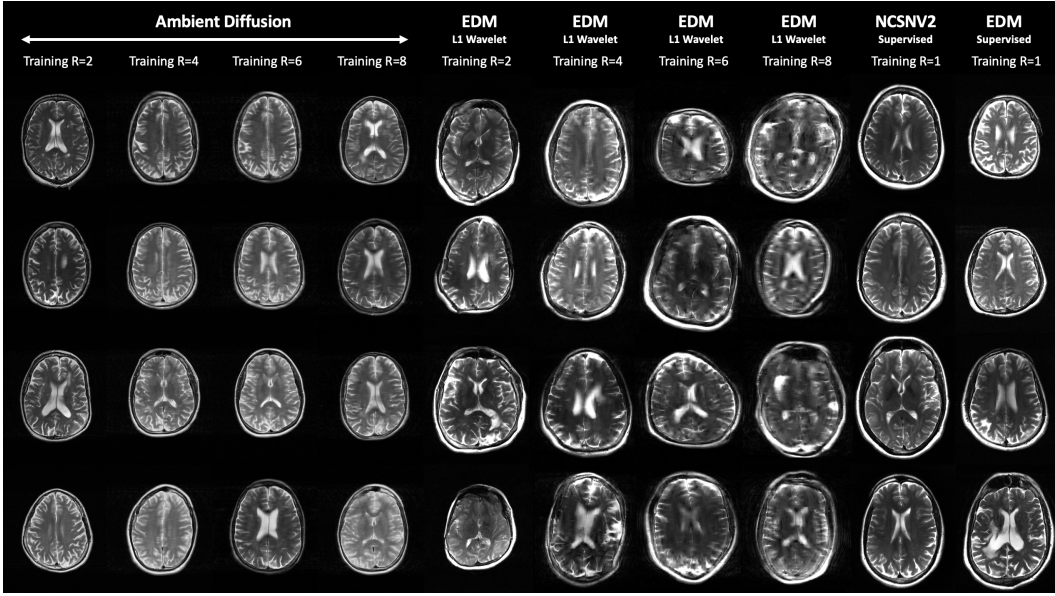 Ambient Diffusion
Training R=2
Training R=4
Training R=6
Training R=8
EDM
L1 Wavelet
Training R=2
EDM
L1 Wavelet
Training R=4
EDM
L1 Wavelet
Training R=6
EDM
L1 Wavelet
Training R=8
NCSNV2
Supervised
Training R=1
EDM
Supervised
Training R=1